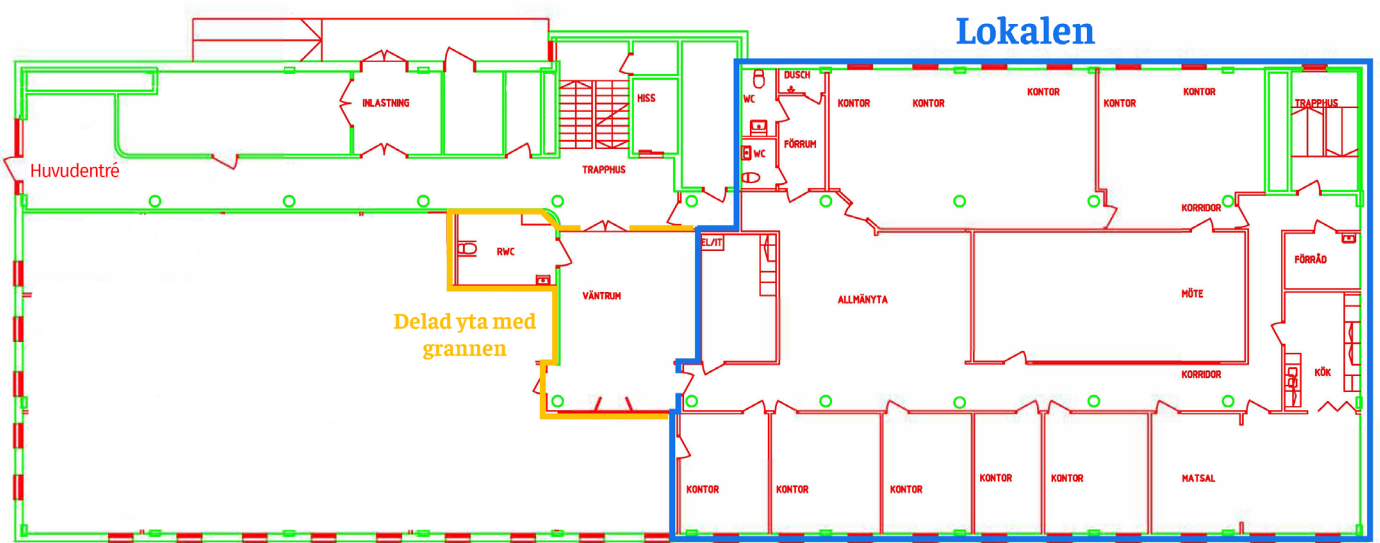 Lokalen
DUSCH
WC
KONTOR
KONTOR
KONTOR
KONTOR
KONTOR
TRAPPHUS
INLASTNING
HISS
FÖRRUM
WC
Huvudentré
TRAPPHUS
KORRIDOR
EL/IT
RWC
FÖRRÅD
VÄNTRUM
ALLMÄNYTA
MÖTE
Delad yta med
grannen
KORRIDOR
KÖK
KONTOR
KONTOR
KONTOR
KONTOR
KONTOR
MATSAL